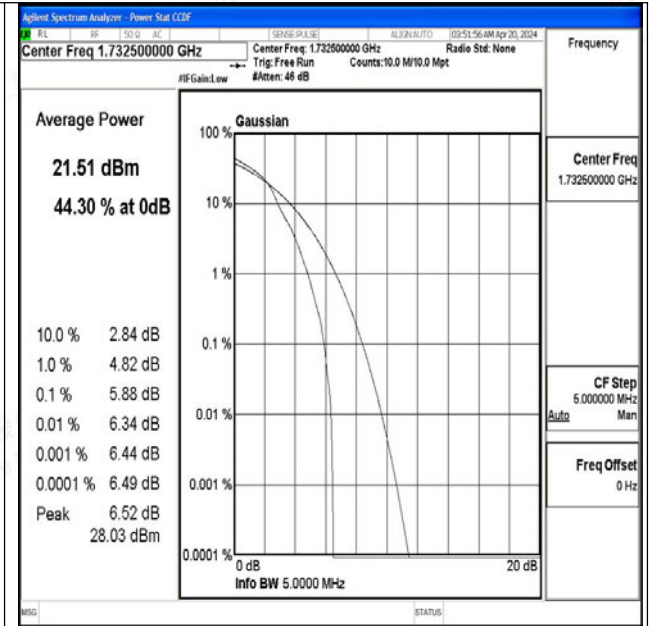 Agilent Spectrum Analyzer - Power Stat CCDF
RL RF 50 Ω AC SENSE:PULSE ALIGN AUTO 03:51:56 AM Apr 20, 2024
Center Freq 1.732500000 GHz
Center Freq: 1.732500000 GHz Radio Std: None
Trig: Free Run Counts:10.0 M/10.0 Mpt
#IFGain:Low #Atten: 46 dB
Frequency
Average Power
21.51 dBm
44.30 % at 0dB
10.0 % 2.84 dB
1.0 % 4.82 dB
0.1 % 5.88 dB
0.01 % 6.34 dB
0.001 % 6.44 dB
0.0001 % 6.49 dB
Peak 6.52 dB
28.03 dBm
Gaussian
100 %
10 %
1 %
0.1 %
0.01 %
0.001 %
0.0001 %
0 dB 20 dB
Info BW 5.0000 MHz
Center Freq
1.732500000 GHz
CF Step
5.000000 MHz
Auto Man
Freq Offset
0 Hz
MSG STATUS